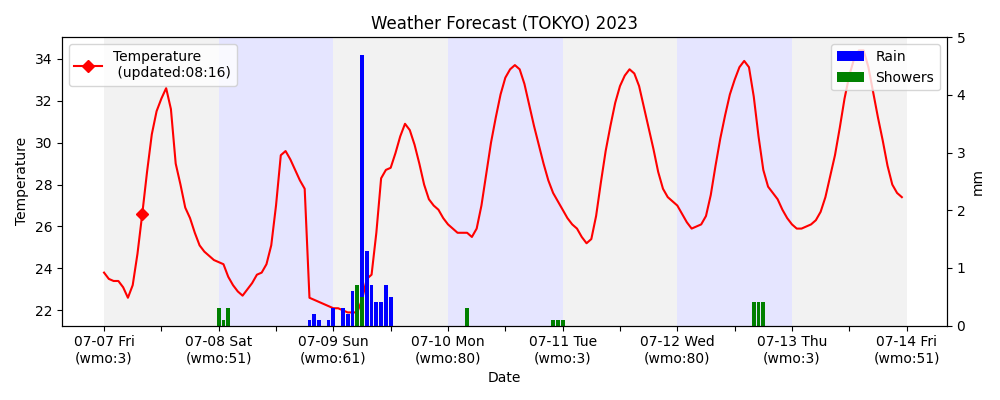 Weather Forecast (TOKYO) 2023
Temperature
(updated:08:16)
Rain
Showers
34
32
30
28
26
24
22
Temperature
5
4
3
2
1
0
mm
07-07 Fri
(wmo:3)
07-08 Sat
(wmo:51)
07-09 Sun
(wmo:61)
07-10 Mon
(wmo:80)
07-11 Tue
(wmo:3)
07-12 Wed
(wmo:80)
07-13 Thu
(wmo:3)
07-14 Fri
(wmo:51)
Date